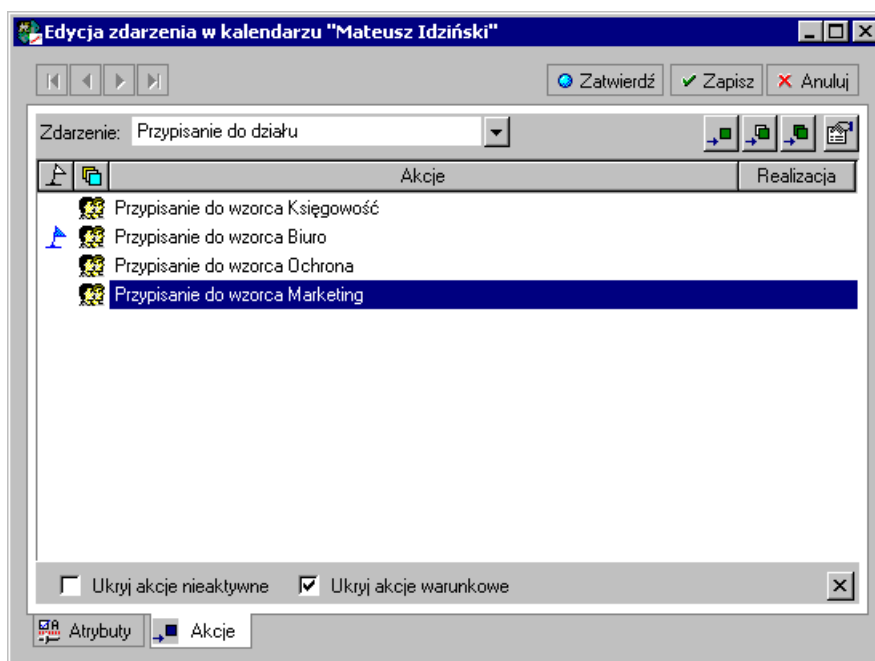 Edycja zdarzenia w kalendarzu "Mateusz Idziński"
Zatwierdź Zapisz Anuluj
Zdarzenie: Przypisanie do działu
Akcje Realizacja
Przypisanie do wzorca Księgowość
Przypisanie do wzorca Biuro
Przypisanie do wzorca Ochrona
Przypisanie do wzorca Marketing
Ukryj akcje nieaktywne Ukryj akcje warunkowe
Atrybuty Akcje